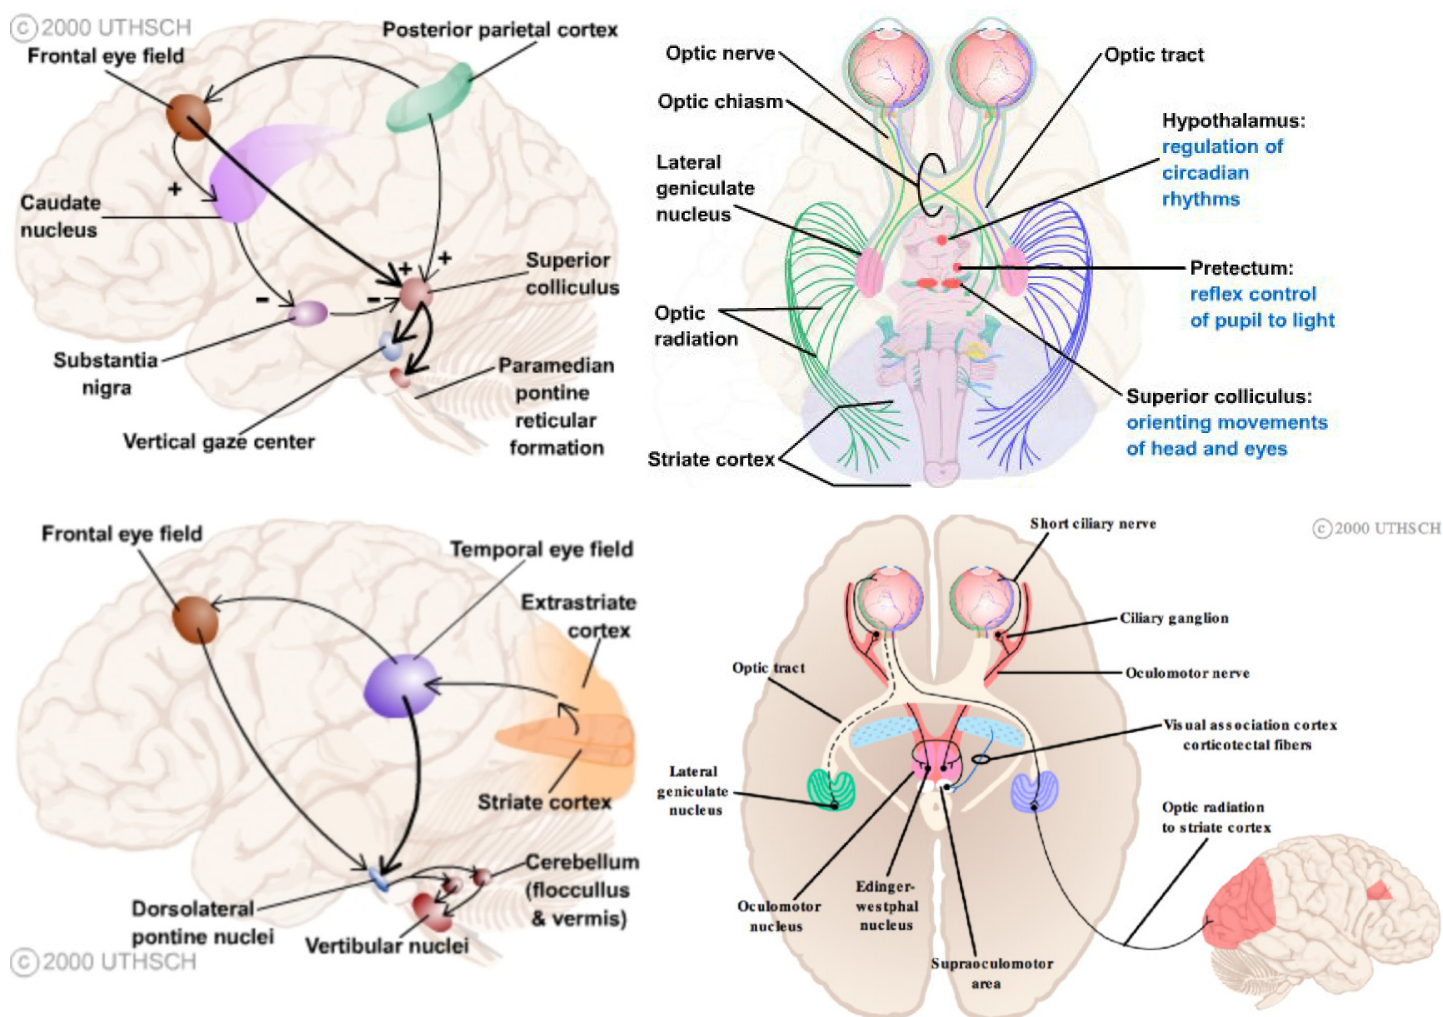 © 2000 UTHSCH
Frontal eye field
Posterior parietal cortex
+
Caudate
nucleus
+
+
Superior
colliculus
-
-
Substantia
nigra
Paramedian
pontine
reticular
formation
Vertical gaze center
Optic nerve
Optic tract
Optic chiasm
Hypothalamus:
regulation of
circadian
rhythms
Lateral
geniculate
nucleus
Pretectum:
reflex control
of pupil to light
Optic
radiation
Superior colliculus:
orienting movements
of head and eyes
Striate cortex
Frontal eye field
Temporal eye field
Extrastriate
cortex
Striate cortex
Cerebellum
(flocculus
& vermis)
Dorsolateral
pontine nuclei
Vertibular nuclei
© 2000 UTHSCH
Short ciliary nerve
© 2000 UTHSCH
Ciliary ganglion
Optic tract
Oculomotor nerve
Visual association cortex
corticotectal fibers
Lateral
geniculate
nucleus
Optic radiation
to striate cortex
Oculomotor
nucleus
Edinger-
westphal
nucleus
Supraoculomotor
area